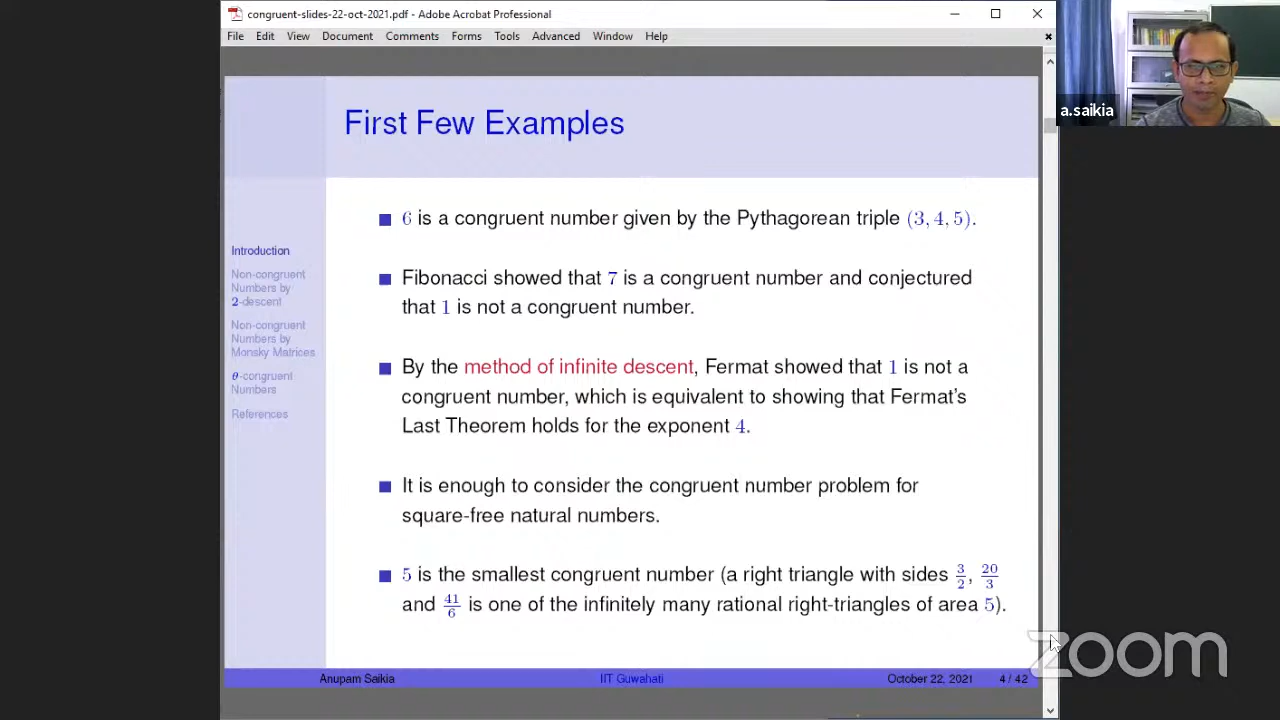 congruent-slides-22-oct-2021.pdf - Adobe Acrobat Professional
File Edit View Document Comments Forms Tools Advanced Window Help
a.saikia
First Few Examples
6 is a congruent number given by the Pythagorean triple (3, 4, 5).
Introduction
Non-congruent
Numbers by
2-descent
Non-congruent
Numbers by
Monsky Matrices
θ-congruent
Numbers
References
Fibonacci showed that 7 is a congruent number and conjectured
that 1 is not a congruent number.
By the method of infinite descent, Fermat showed that 1 is not a
congruent number, which is equivalent to showing that Fermat's
Last Theorem holds for the exponent 4.
It is enough to consider the congruent number problem for
square-free natural numbers.
5 is the smallest congruent number (a right triangle with sides 3/2, 20/3
and 41/6 is one of the infinitely many rational right-triangles of area 5).
zoom
Anupam Saikia IIT Guwahati October 22, 2021 4 / 42